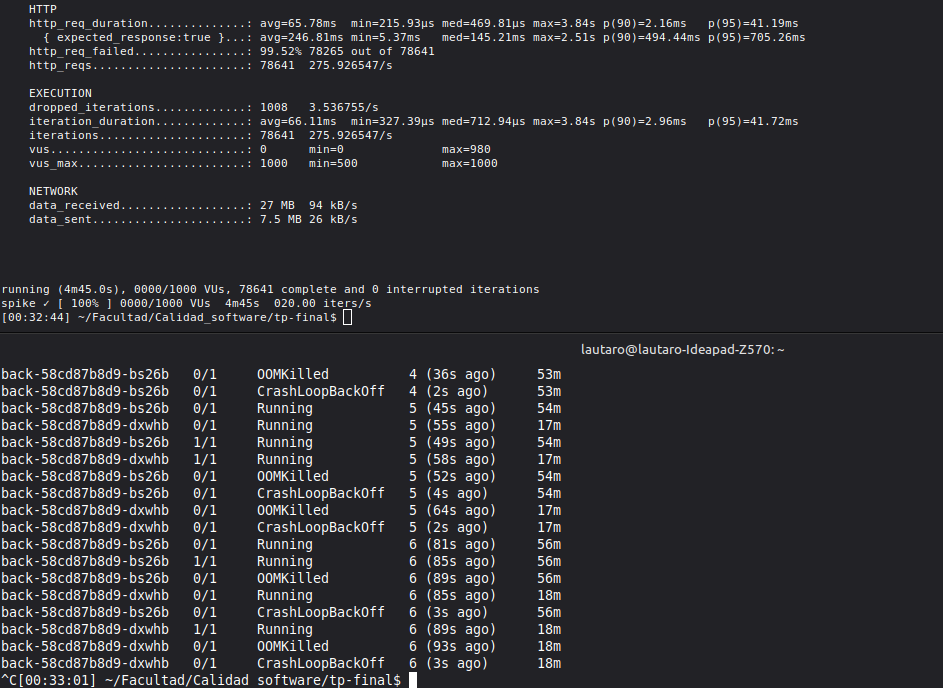 HTTP
http_req_duration..............: avg=65.78ms min=215.93µs med=469.81µs max=3.84s p(90)=2.16ms p(95)=41.19ms
{ expected_response:true }...: avg=246.81ms min=5.37ms med=145.21ms max=2.51s p(90)=494.44ms p(95)=705.26ms
http_req_failed................: 99.52% 78265 out of 78641
http_reqs......................: 78641 275.926547/s
EXECUTION
dropped_iterations.............: 1008 3.536755/s
iteration_duration.............: avg=66.11ms min=327.39µs med=712.94µs max=3.84s p(90)=2.96ms p(95)=41.72ms
iterations.....................: 78641 275.926547/s
vus............................: 0 min=0 max=980
vus_max........................: 1000 min=500 max=1000
NETWORK
data_received..................: 27 MB 94 kB/s
data_sent......................: 7.5 MB 26 kB/s
running (4m45.0s), 0000/1000 VUs, 78641 complete and 0 interrupted iterations
spike ✓ [ 100% ] 0000/1000 VUs 4m45s 020.00 iters/s
[00:32:44] ~/Facultad/Calidad_software/tp-final$
lautaro@lautaro-Ideapad-Z570: ~
back-58cd87b8d9-bs26b 0/1 OOMKilled 4 (36s ago) 53m
back-58cd87b8d9-bs26b 0/1 CrashLoopBackOff 4 (2s ago) 53m
back-58cd87b8d9-bs26b 0/1 Running 5 (45s ago) 54m
back-58cd87b8d9-dxwhb 0/1 Running 5 (55s ago) 17m
back-58cd87b8d9-bs26b 1/1 Running 5 (49s ago) 54m
back-58cd87b8d9-dxwhb 1/1 Running 5 (58s ago) 17m
back-58cd87b8d9-bs26b 0/1 OOMKilled 5 (52s ago) 54m
back-58cd87b8d9-bs26b 0/1 CrashLoopBackOff 5 (4s ago) 54m
back-58cd87b8d9-dxwhb 0/1 OOMKilled 5 (64s ago) 17m
back-58cd87b8d9-dxwhb 0/1 CrashLoopBackOff 5 (2s ago) 17m
back-58cd87b8d9-bs26b 0/1 Running 6 (81s ago) 56m
back-58cd87b8d9-bs26b 1/1 Running 6 (85s ago) 56m
back-58cd87b8d9-bs26b 0/1 OOMKilled 6 (89s ago) 56m
back-58cd87b8d9-dxwhb 0/1 Running 6 (85s ago) 18m
back-58cd87b8d9-bs26b 0/1 CrashLoopBackOff 6 (3s ago) 56m
back-58cd87b8d9-dxwhb 1/1 Running 6 (89s ago) 18m
back-58cd87b8d9-dxwhb 0/1 OOMKilled 6 (93s ago) 18m
back-58cd87b8d9-dxwhb 0/1 CrashLoopBackOff 6 (3s ago) 18m
^C[00:33:01] ~/Facultad/Calidad_software/tp-final$